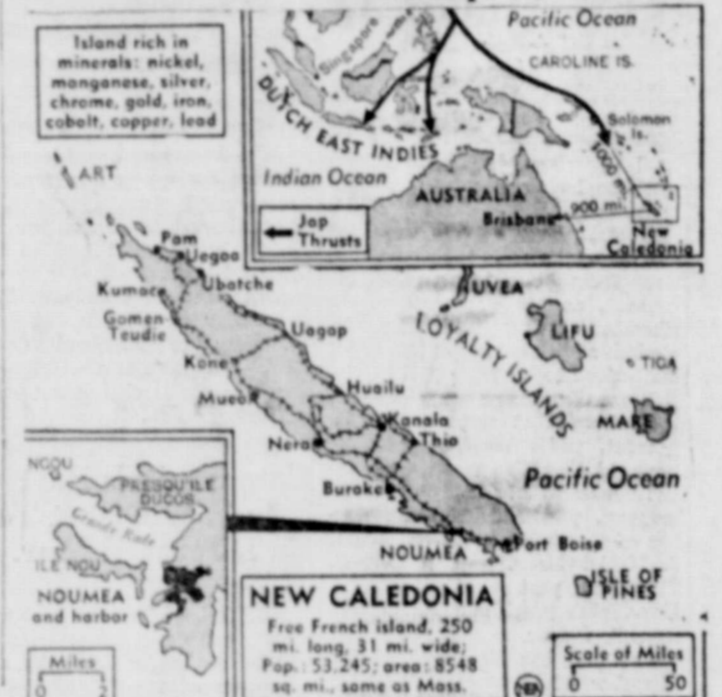 Island rich in
minerals: nickel,
manganese, silver,
chrome, gold, iron,
cobalt, copper, lead
Pacific Ocean
Singapore
CAROLINE IS.
DUTCH EAST INDIES
Solomon
Is.
1000 mi.
Indian Ocean
AUSTRALIA
Brisbane
900 mi.
New
Caledonia
Jap
Thrusts
ART
Pam
Uegoa
Ubatche
Kumac
Gomen-
Teudie
Uagap
Kone
Mueo
Huailu
Kanala
Thio
Nera
Burake
NOUMEA
Port Boise
UVEA
LIFU
LOYALTY ISLANDS
TIGA
MARE
Pacific Ocean
ISLE OF
PINES
NGOU
PRESQU'ILE
DUCOS
Grande Rade
ILE NOU
NOUMEA
and harbor
Miles
0 2
NEW CALEDONIA
Free French island, 250
mi. long, 31 mi. wide;
Pop.: 53,245; area: 8548
sq. mi., same as Mass.
Scale of Miles
0 50